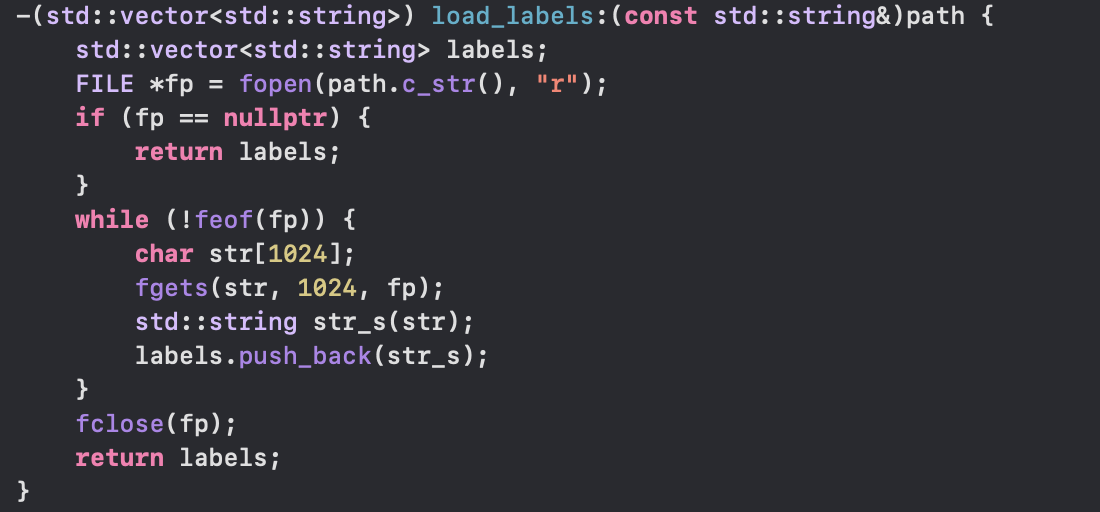 -(std::vector<std::string>) load_labels:(const std::string&)path {
    std::vector<std::string> labels;
    FILE *fp = fopen(path.c_str(), "r");
    if (fp == nullptr) {
        return labels;
    }
    while (!feof(fp)) {
        char str[1024];
        fgets(str, 1024, fp);
        std::string str_s(str);
        labels.push_back(str_s);
    }
    fclose(fp);
    return labels;
}